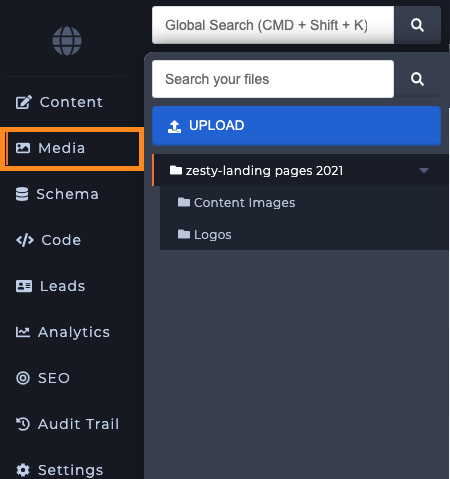 Global Search (CMD + Shift + K)
Search your files
UPLOAD
zesty-landing pages 2021
Content Images
Logos
Content
Media
Schema
Code
Leads
Analytics
SEO
Audit Trail
Settings